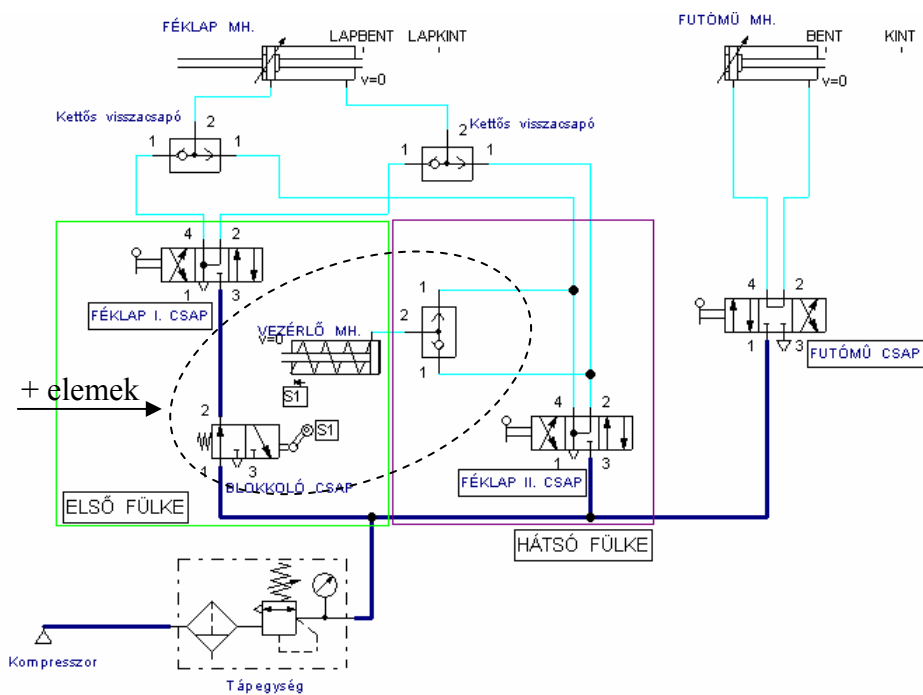 FÉKLAP MH.
LAPBENT LAPKINT
v=0
FUTÓMŰ MH.
BENT
KINT
v=0
Kettős visszacsapó
2
1 1
Kettős visszacsapó
2
1 1
4 2
1 3
FÉKLAP I. CSAP
VEZÉRLŐ MH.
v=0
S1
1
2
1
4 2
1 3
FUTÓMŰ CSAP
+ elemek
2
S1
1 3
BLOKKOLÓ CSAP
4 2
1 3
FÉKLAP II. CSAP
ELSŐ FÜLKE
HÁTSÓ FÜLKE
Kompresszor
Tápegység